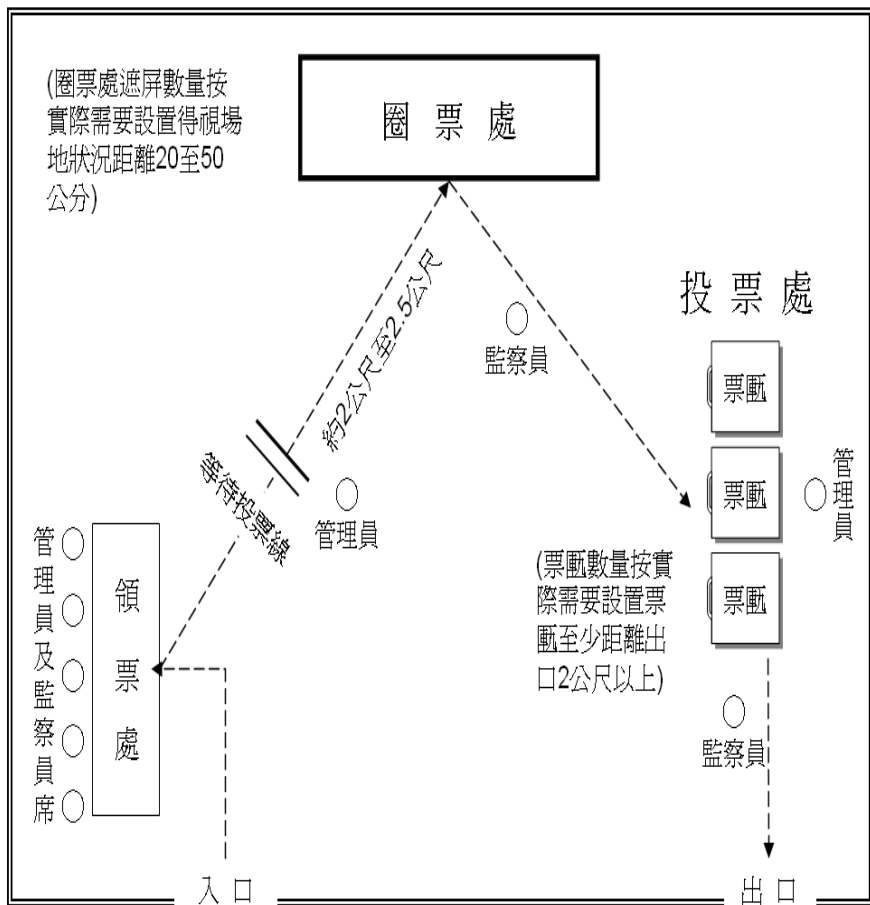 (圈票處遮屏數量按
實際需要設置得視場
地狀況距離20至50
公分)
圈票處
投票處
約2公尺至2.5公尺
監察員
票匭
票匭
票匭
管理員
等待投票線
管理員
(票匭數量按實
際需要設置票
匭至少距離出
口2公尺以上)
管理員及監察員席
領票處
監察員
入口
出口